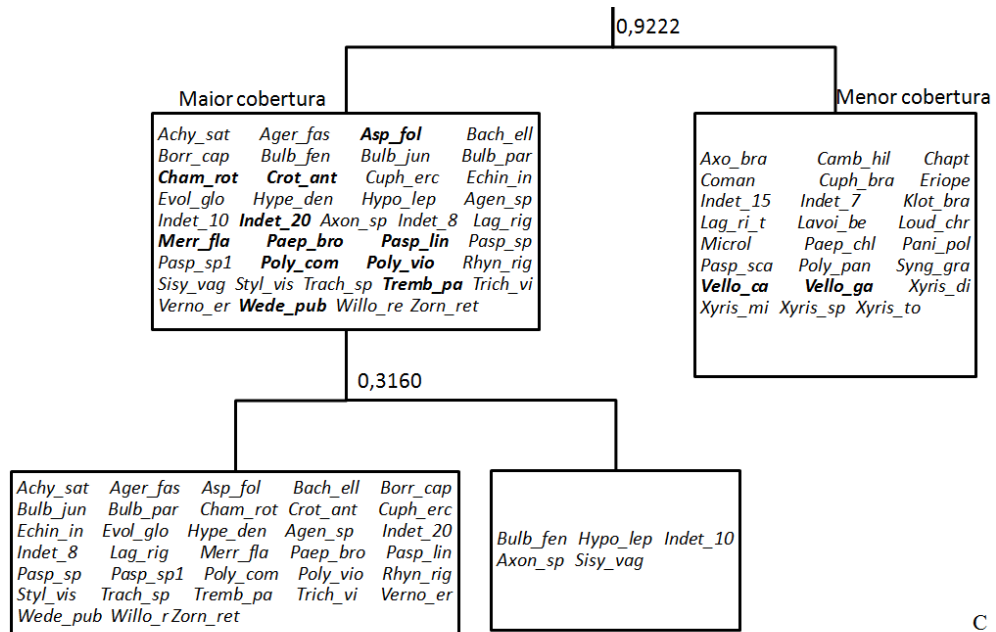 0,9222
Maior cobertura
Menor cobertura
Achy_sat Ager_fas Asp_fol Bach_ell
Borr_cap Bulb_fen Bulb_jun Bulb_par
Cham_rot Crot_ant Cuph_erc Echin_in
Evol_glo Hype_den Hypo_lep Agen_sp
Indet_10 Indet_20 Axon_sp Indet_8 Lag_rig
Merr_fla Paep_bro Pasp_lin Pasp_sp
Pasp_sp1 Poly_com Poly_vio Rhyn_rig
Sisy_vag Styl_vis Trach_sp Tremb_pa Trich_vi
Verno_er Wede_pub Willo_re Zorn_ret
Axo_bra Camb_hil Chapt
Coman Cuph_bra Eriope
Indet_15 Indet_7 Klot_bra
Lag_ri_t Lavoi_be Loud_chr
Microl Paep_chl Pani_pol
Pasp_sca Poly_pan Syng_gra
Vello_ca Vello_ga Xyris_di
Xyris_mi Xyris_sp Xyris_to
0,3160
Achy_sat Ager_fas Asp_fol Bach_ell Borr_cap
Bulb_jun Bulb_par Cham_rot Crot_ant Cuph_erc
Echin_in Evol_glo Hype_den Agen_sp Indet_20
Indet_8 Lag_rig Merr_fla Paep_bro Pasp_lin
Pasp_sp Pasp_sp1 Poly_com Poly_vio Rhyn_rig
Styl_vis Trach_sp Tremb_pa Trich_vi Verno_er
Wede_pub Willo_r Zorn_ret
Bulb_fen Hypo_lep Indet_10
Axon_sp Sisy_vag
C